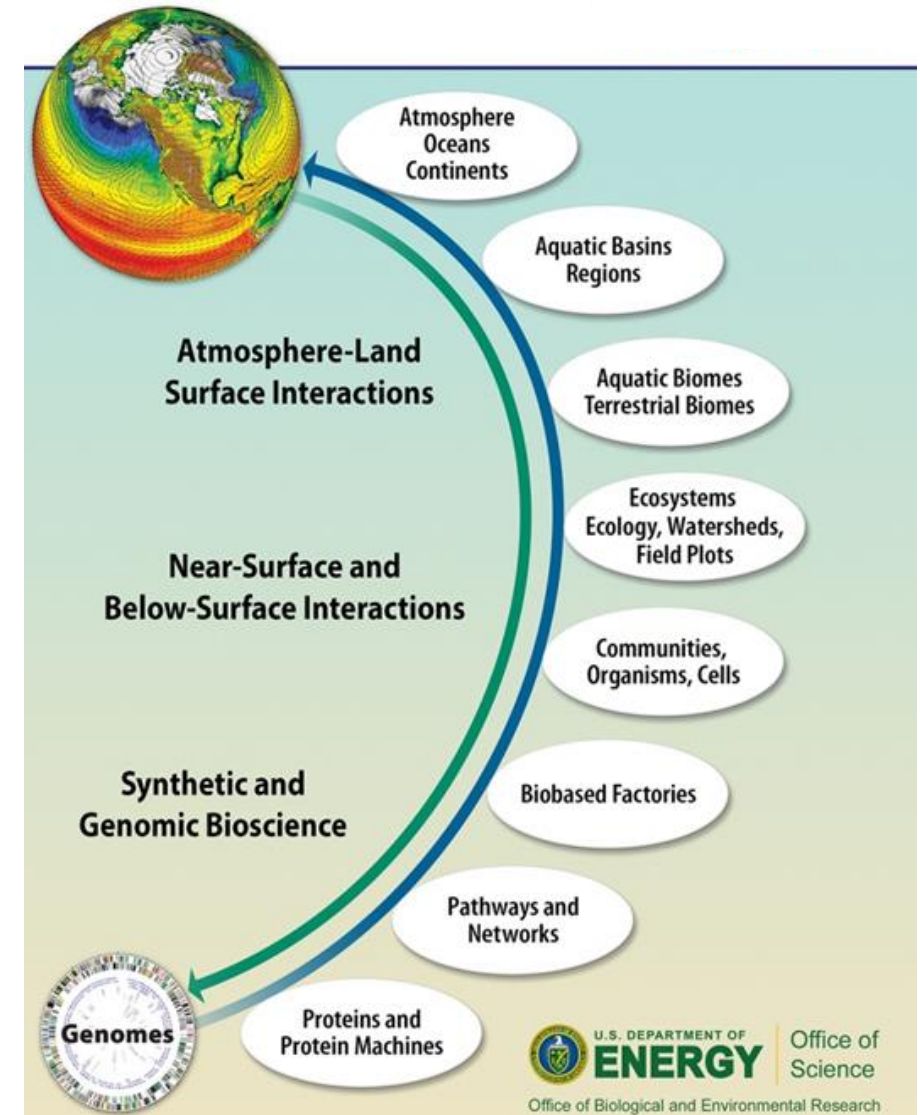 Atmosphere
Oceans
Continents
Aquatic Basins
Regions
Atmosphere-Land
Surface Interactions
Aquatic Biomes
Terrestrial Biomes
Ecosystems
Ecology, Watersheds,
Field Plots
Near-Surface and
Below-Surface Interactions
Communities,
Organisms, Cells
Synthetic and
Genomic Bioscience
Biobased Factories
Pathways and
Networks
Genomes
Proteins and
Protein Machines
U.S. DEPARTMENT OF
ENERGY
Office of
Science
Office of Biological and Environmental Research